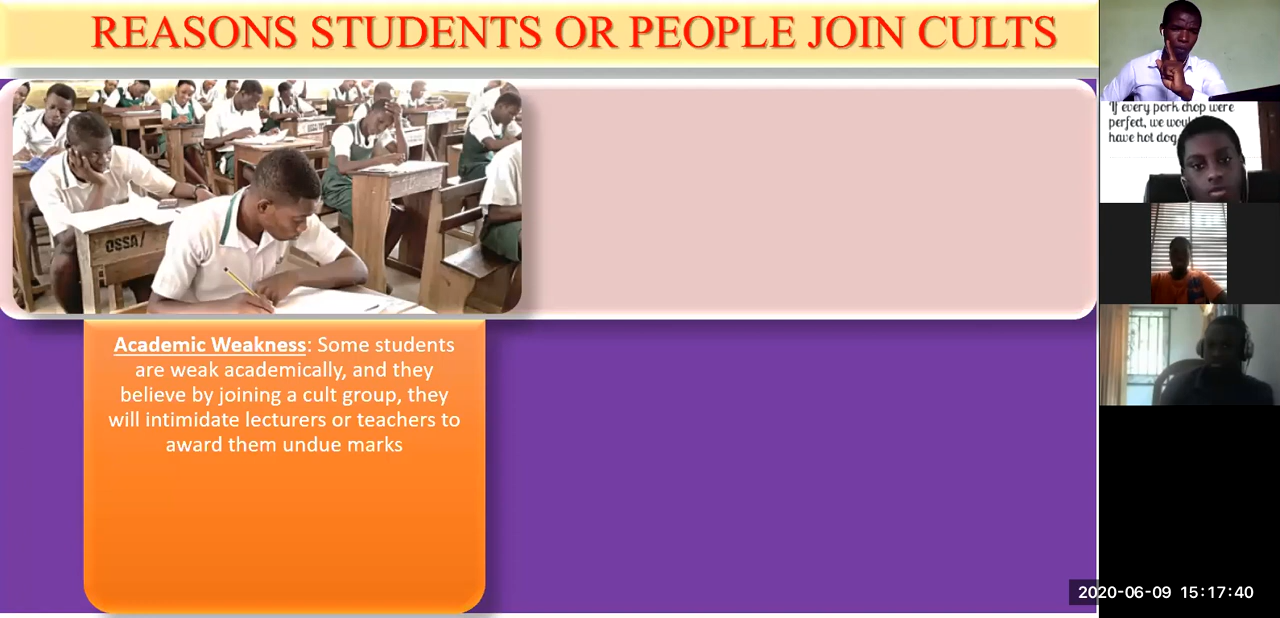 REASONS STUDENTS OR PEOPLE JOIN CULTS
OSSA/
Academic Weakness: Some students
are weak academically, and they
believe by joining a cult group, they
will intimidate lecturers or teachers to
award them undue marks
"If every pork chop were
perfect, we
have hot dog
2020-06-09 15:17:40